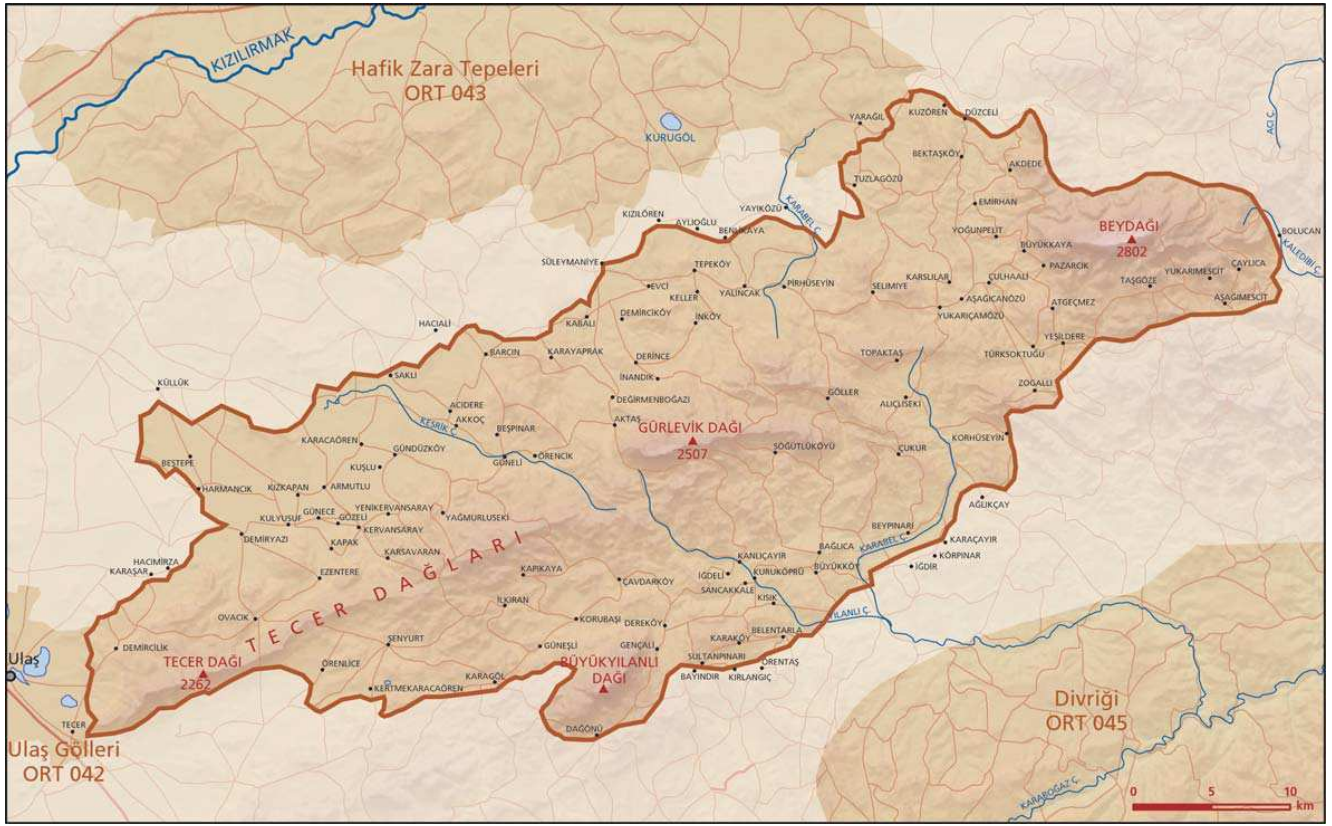 KIZILIRMAK
Hafik Zara Tepeleri
ORT 043
KURUGÖL
YARAĞIL
KUZÖREN
DÜZCELİ
BEKTAŞKÖY
AKDEDE
TUZLAGÖZÜ
ACI Ç.
EMİRHAN
YAYIKÖZÜ
KARABEL Ç.
KIZILÖREN
AYLIOĞLU
BENLİKAYA
YOĞUNPELİT
BEYDAĞI
2802
BOLUCAN
KALEDİBİ Ç.
BÜYÜKKAYA
PAZARCIK
SÜLEYMANİYE
TEPEKÖY
EVCİ
KELLER
YALINCAK
PİRHÜSEYİN
SELIMIYE
KARSLILAR
ÇULHAALİ
TAŞGÖZE
YUKARIMESCİT
ÇAYLICA
AŞAĞIMESCİT
AŞAĞICANÖZÜ
YUKARIÇAMÖZÜ
ATGEÇMEZ
KABALI
DEMİRCİKÖY
İNKÖY
HACIALİ
BARCIN
KARAYAPRAK
DERİNCE
İNANDIK
TOPAKTAŞ
TÜRKSOKTUĞU
YEŞİLDERE
SAKLI
KÜLLÜK
DEĞİRMENBOĞAZI
GÖLLER
ALIÇLISEKİ
ZOĞALLI
ACIDERE
AKKOÇ
KESRİK Ç.
BEŞPINAR
AKTAŞ
GÜRLEVİK DAĞI
2507
SÖĞÜTLÜKÖYÜ
ÇUKUR
KORHÜSEYİN
KARACAÖREN
GÜNDÜZKÖY
KUŞLU
GÜNELİ
ÖRENCİK
BEŞTEPE
HARMANCIK
KIZKAPAN
ARMUTLU
AĞLIKÇAY
KULYUSUF
GÜNECE
GÖZELİ
YENİKERVANSARAY
KERVANSARAY
YAĞMURLUSEKİ
DEMİRYAZI
KAPAK
KARSAVARAN
BEYPINARI
KARABEL Ç.
KARAÇAYIR
KÖRPINAR
İĞDİR
HACIMİRZA
KARAŞAR
EZENTERE
TECER DAĞLARI
KAPIKAYA
ÇAVDARKÖY
KANLIÇAYIR
BAĞLICA
İĞDELİ
KURUKÖPRÜ
BÜYÜKKÖY
SANCAKKALE
KISIK
İLKIRAN
YILANLI Ç.
OVACIK
KORUBAŞI
DEREKÖY
BELENTARLA
KARAKÖY
DEMİRCİLİK
ŞENYURT
GÜNEŞLİ
GENÇALİ
SULTANPINARI
ÖRENTAŞ
BAYINDIR
KIRLANGIÇ
Ulaş
TECER DAĞI
2262
ÖRENLİCE
BÜYÜKYILANLI
DAĞI
KERTMEKARACAÖREN
KARAGÖL
DAĞÖNÜ
TECER
Ulaş Gölleri
ORT 042
Divriği
ORT 045
KARABOĞAZ Ç.
0 5 10
km